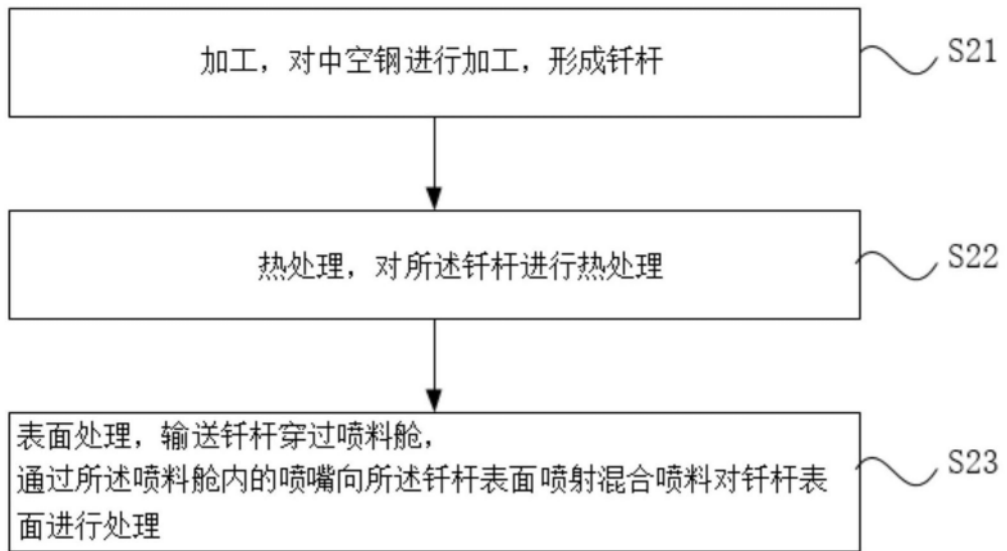 加工，对中空钢进行加工，形成钎杆
S21
热处理，对所述钎杆进行热处理
S22
表面处理，输送钎杆穿过喷料舱，
通过所述喷料舱内的喷嘴向所述钎杆表面喷射混合喷料对钎杆表
面进行处理
S23